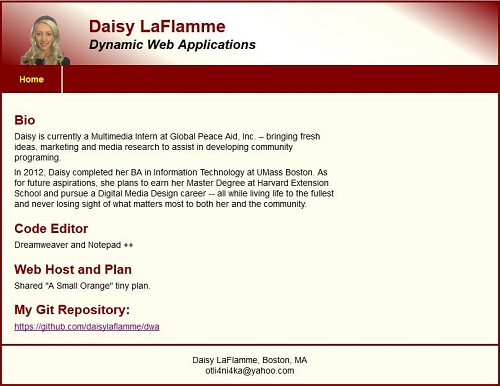 Daisy LaFlamme
Dynamic Web Applications
Home
Bio
Daisy is currently a Multimedia Intern at Global Peace Aid, Inc. – bringing fresh
ideas, marketing and media research to assist in developing community
programing.
In 2012, Daisy completed her BA in Information Technology at UMass Boston. As
for future aspirations, she plans to earn her Master Degree at Harvard Extension
School and pursue a Digital Media Design career -- all while living life to the fullest
and never losing sight of what matters most to both her and the community.
Code Editor
Dreamweaver and Notepad ++
Web Host and Plan
Shared "A Small Orange" tiny plan.
My Git Repository:
https://github.com/daisylaflamme/dwa
Daisy LaFlamme, Boston, MA
otli4ni4ka@yahoo.com